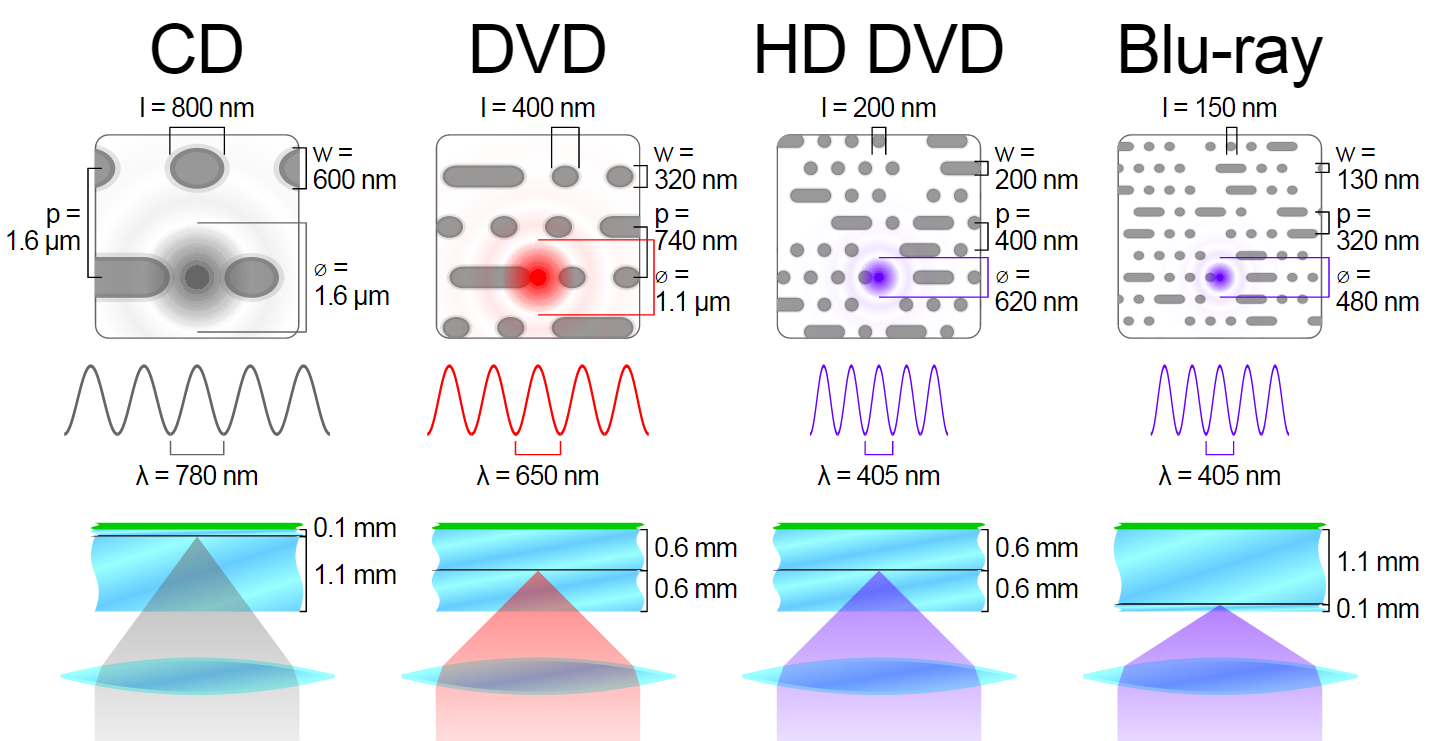 CD
l = 800 nm
w =
600 nm
p =
1.6 µm
⌀ =
1.6 µm
λ = 780 nm
0.1 mm
1.1 mm
DVD
l = 400 nm
w =
320 nm
p =
740 nm
⌀ =
1.1 µm
λ = 650 nm
0.6 mm
0.6 mm
HD DVD
l = 200 nm
w =
200 nm
p =
400 nm
⌀ =
620 nm
λ = 405 nm
0.6 mm
0.6 mm
Blu-ray
l = 150 nm
w =
130 nm
p =
320 nm
⌀ =
480 nm
λ = 405 nm
1.1 mm
0.1 mm